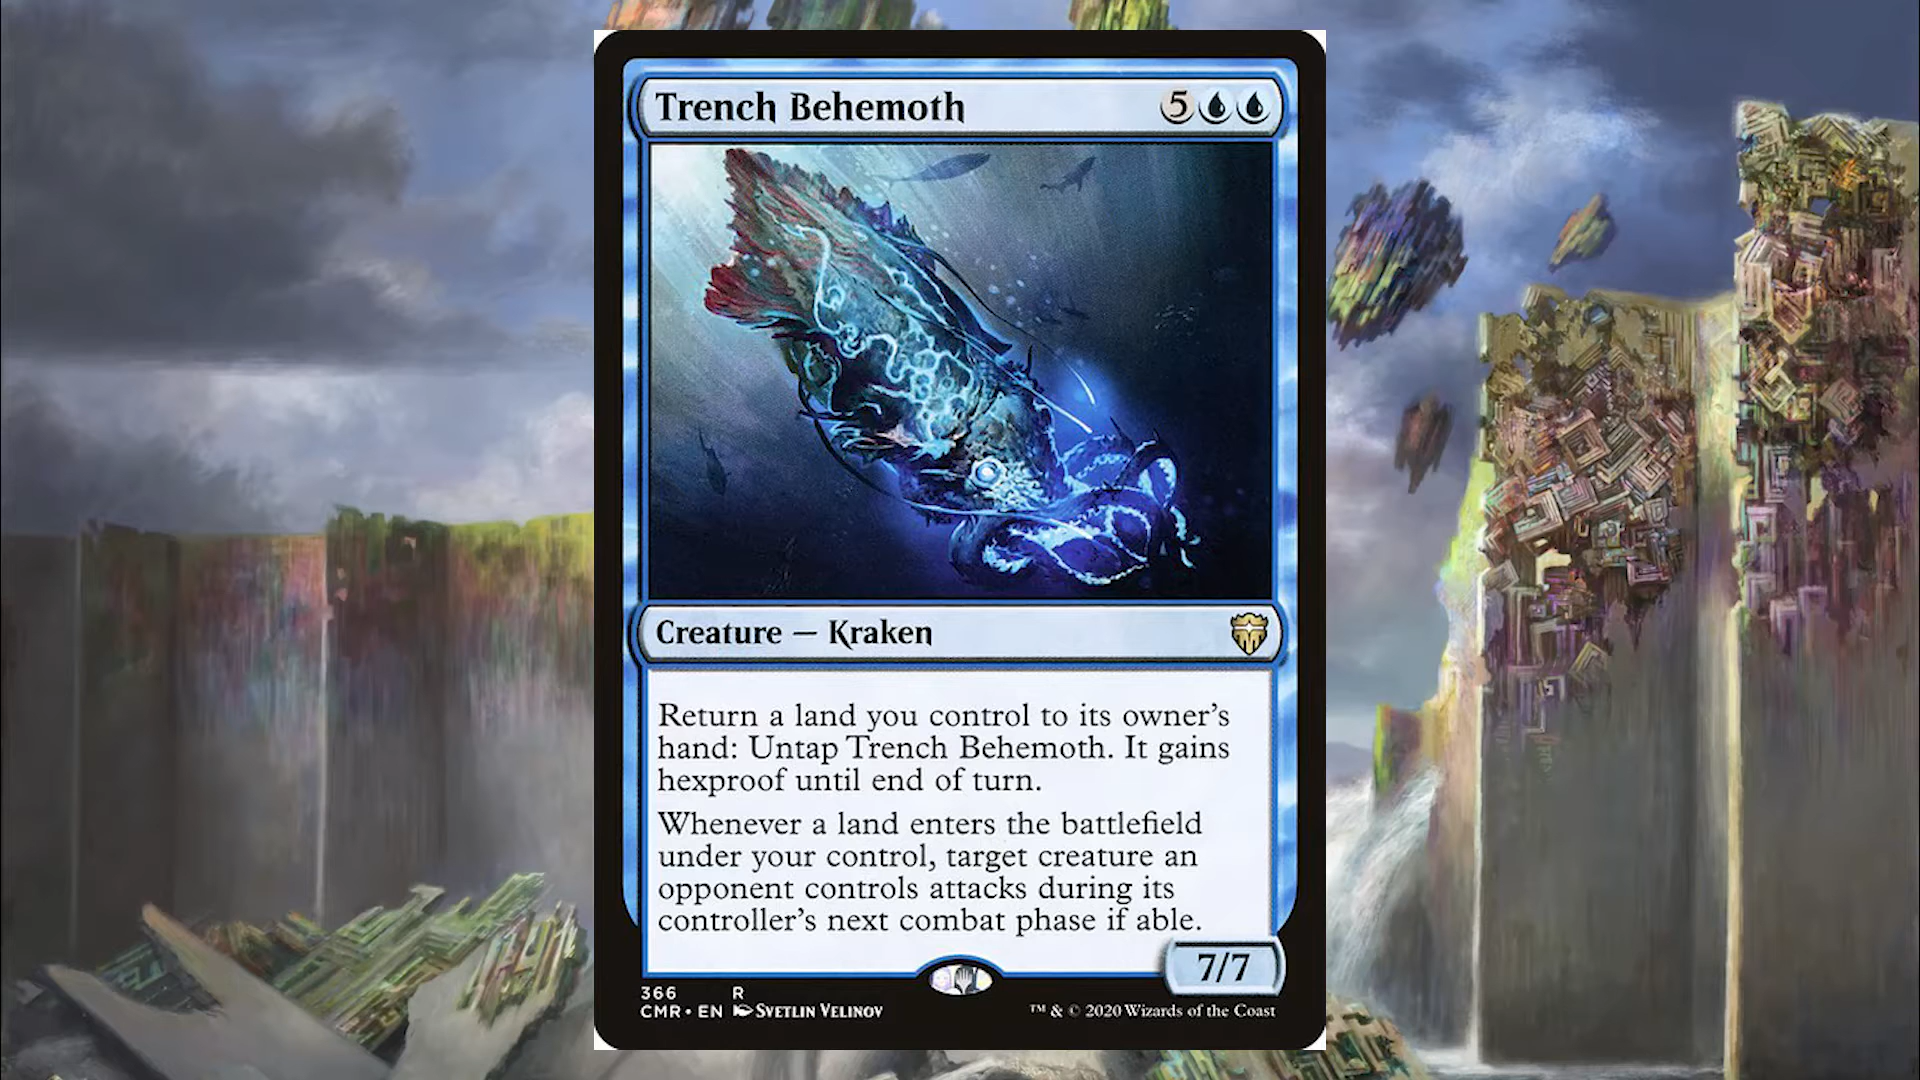 Trench Behemoth 5
Creature — Kraken
Return a land you control to its owner's
hand: Untap Trench Behemoth. It gains
hexproof until end of turn.
Whenever a land enters the battlefield
under your control, target creature an
opponent controls attacks during its
controller's next combat phase if able.
7/7
366 R
CMR • EN Svetlin Velinov
™ & © 2020 Wizards of the Coast